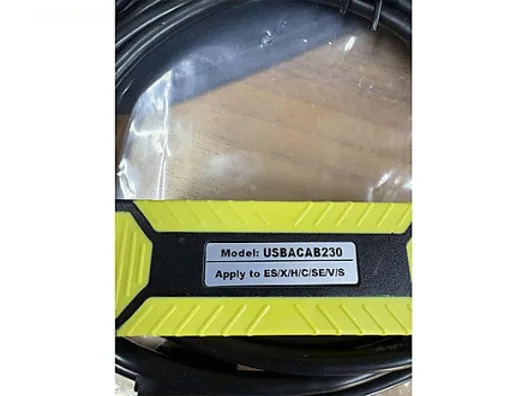 Model: USBACAB230
Apply to ES/X/H/C/SE/V/S